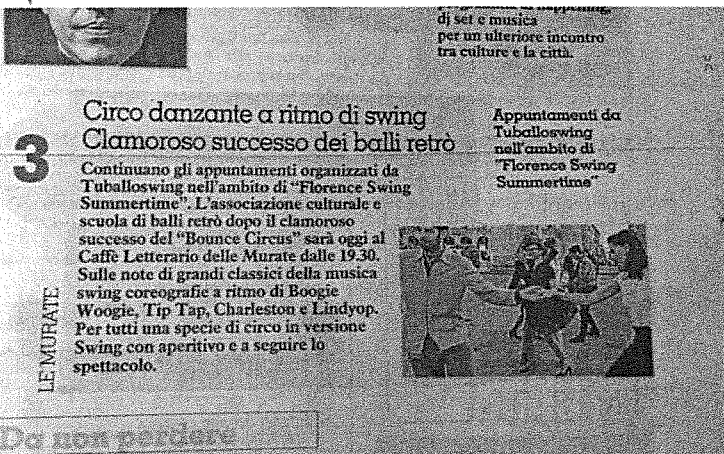 dj set e musica
per un ulteriore incontro
tra culture e la città.
3
Circo danzante a ritmo di swing
Clamoroso successo dei balli retrò
Continuano gli appuntamenti organizzati da
Tuballoswing nell'ambito di "Florence Swing
Summertime". L'associazione culturale e
scuola di balli retrò dopo il clamoroso
successo del "Bounce Circus" sarà oggi al
Caffè Letterario delle Murate dalle 19.30.
Sulle note di grandi classici della musica
swing coreografie a ritmo di Boogie
Woogie, Tip Tap, Charleston e Lindyop.
Per tutti una specie di circo in versione
Swing con aperitivo e a seguire lo
spettacolo.
LE MURATE
Appuntamenti da
Tuballoswing
nell'ambito di
"Florence Swing
Summertime"
Da non perdere